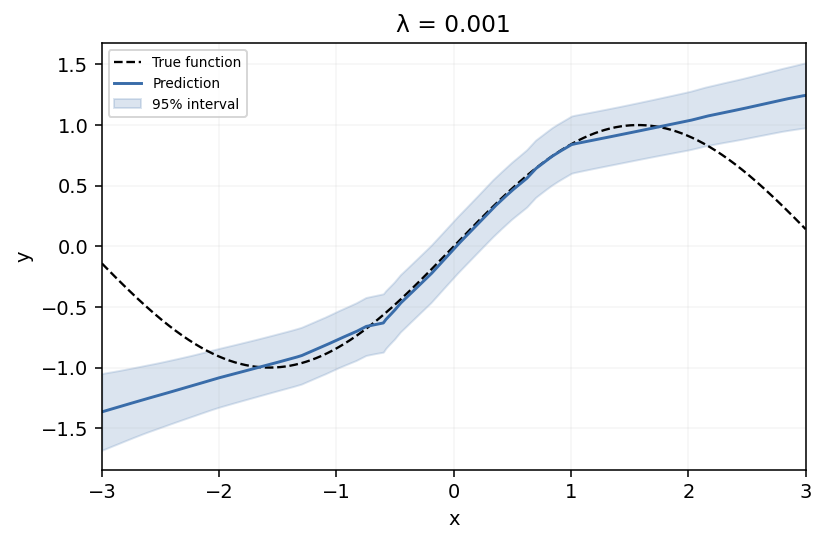 λ = 0.001
True function
Prediction
95% interval
y
1.5
1.0
0.5
0.0
−0.5
−1.0
−1.5
−3 −2 −1 0 1 2 3
x